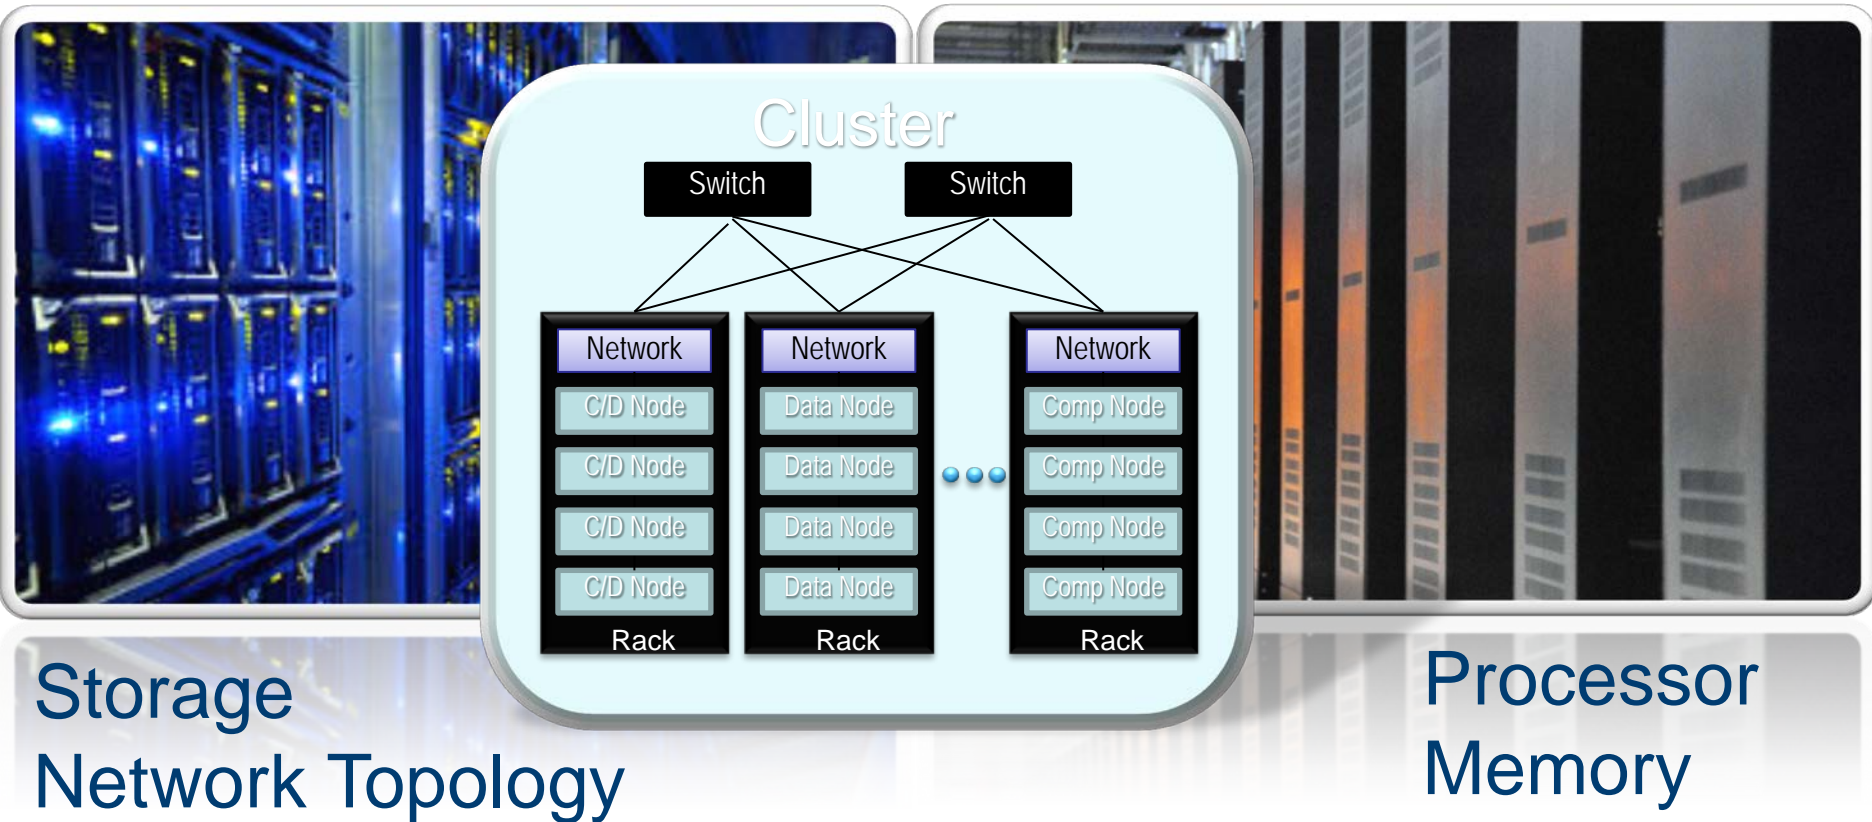 Cluster
Switch Switch
Network Network Network
C/D Node Data Node Comp Node
C/D Node Data Node Comp Node
C/D Node Data Node Comp Node
C/D Node Data Node Comp Node
Rack Rack Rack
Storage
Network Topology
Processor
Memory